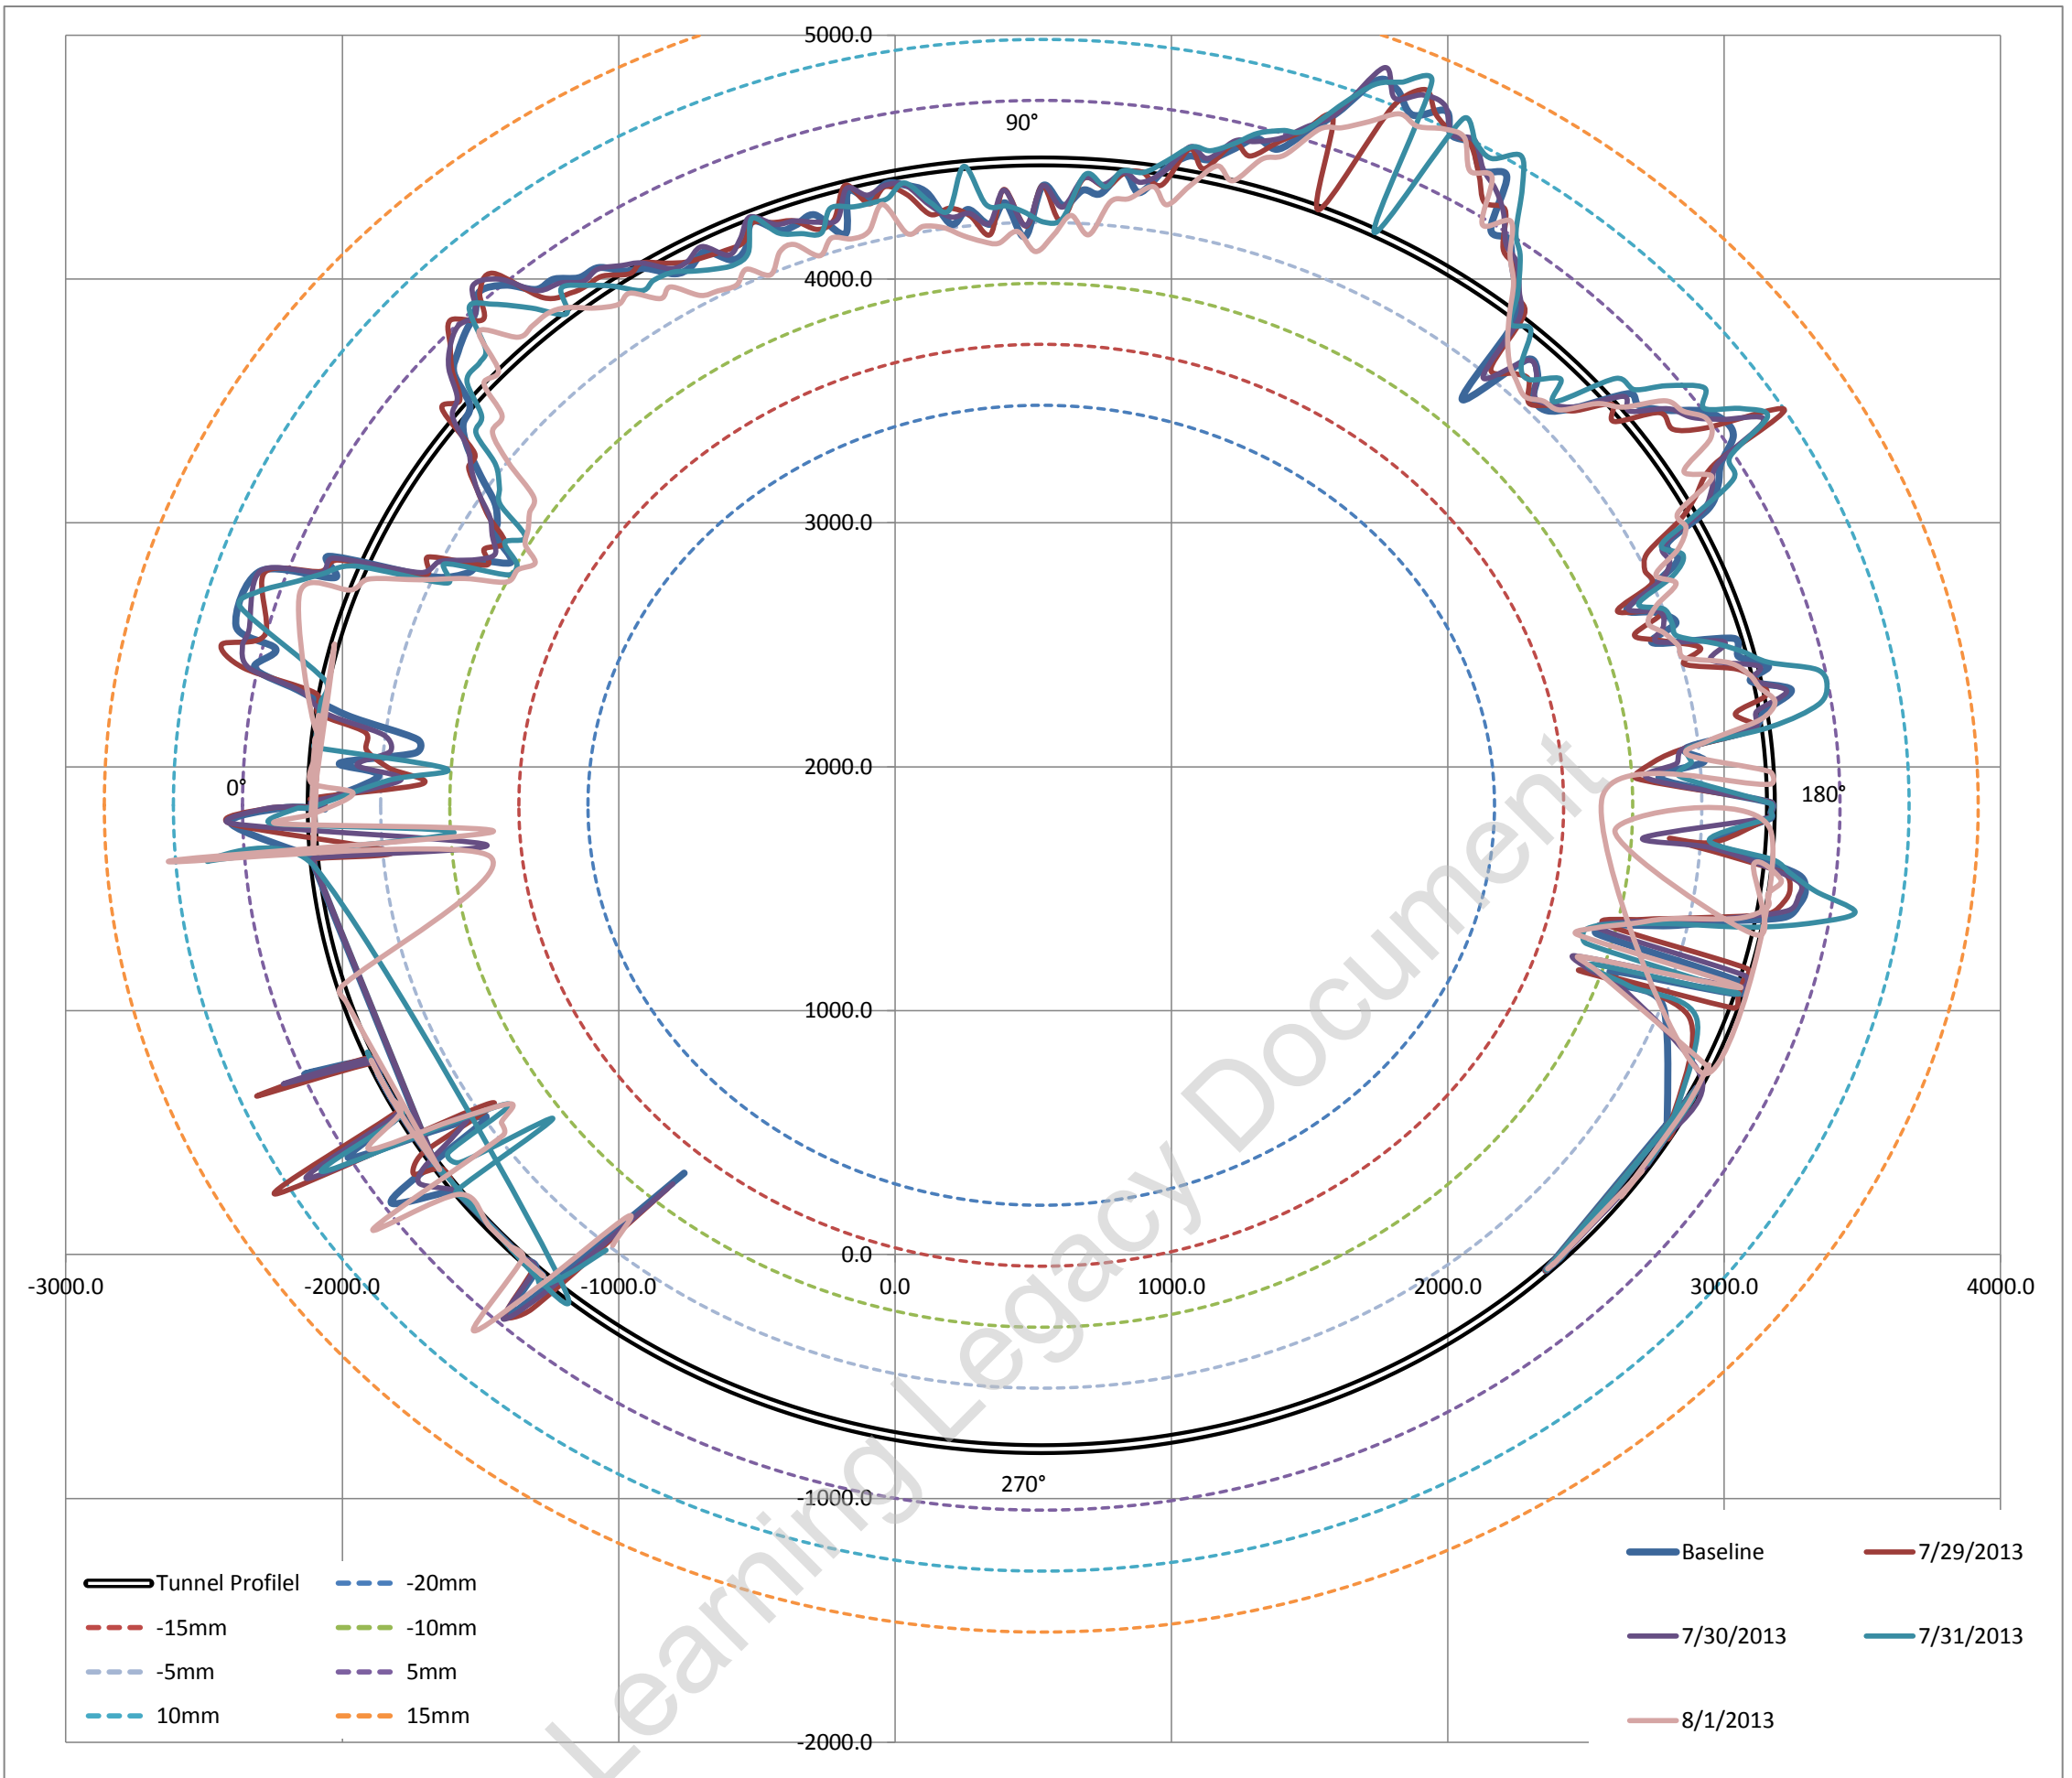 5000.0
90°
4000.0
3000.0
2000.0
0°
180°
1000.0
0.0
-3000.0 -2000.0 -1000.0 0.0 1000.0 2000.0 3000.0 4000.0
270°
-1000.0
-2000.0
Tunnel Profilel -20mm
-15mm -10mm
-5mm 5mm
10mm 15mm
Baseline 7/29/2013
7/30/2013 7/31/2013
8/1/2013
Learning Legacy Document